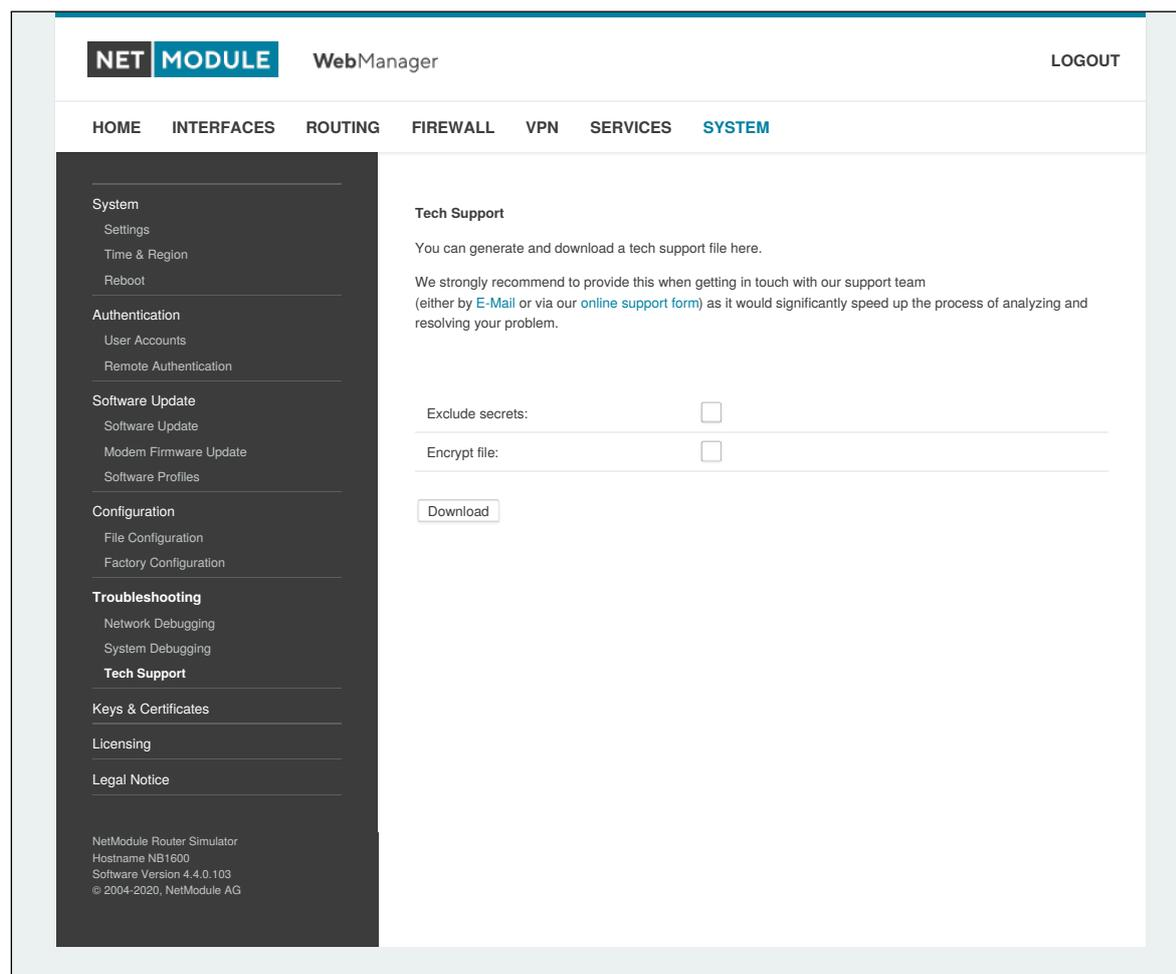 NET MODULE WebManager LOGOUT
HOME INTERFACES ROUTING FIREWALL VPN SERVICES SYSTEM
System
Settings
Time & Region
Reboot
Authentication
User Accounts
Remote Authentication
Software Update
Software Update
Modem Firmware Update
Software Profiles
Configuration
File Configuration
Factory Configuration
Troubleshooting
Network Debugging
System Debugging
Tech Support
Keys & Certificates
Licensing
Legal Notice
NetModule Router Simulator
Hostname NB1600
Software Version 4.4.0.103
© 2004-2020, NetModule AG
Tech Support
You can generate and download a tech support file here.
We strongly recommend to provide this when getting in touch with our support team
(either by E-Mail or via our online support form) as it would significantly speed up the process of analyzing and
resolving your problem.
Exclude secrets:
Encrypt file:
Download